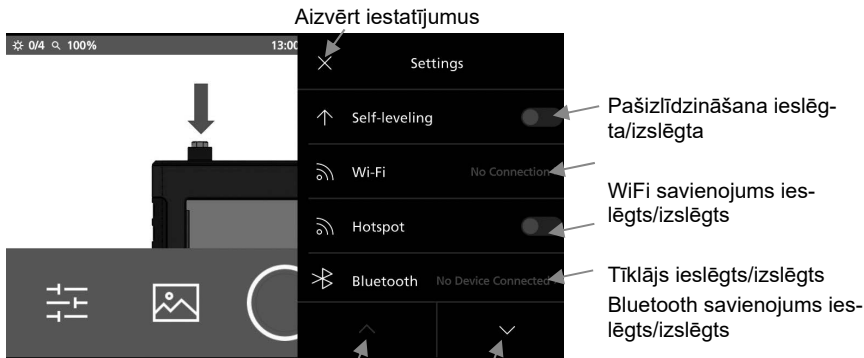 Aizvērt iestatījumus
0/4 100% 13:00
Settings
Self-leveling
Pašizlīdzināšana ieslēg-
ta/izslēgta
Wi-Fi No Connection
WiFi savienojums ies-
lēgts/izslēgts
Hotspot
Bluetooth No Device Connected
Tīklājs ieslēgts/izslēgts
Bluetooth savienojums ies-
lēgts/izslēgts